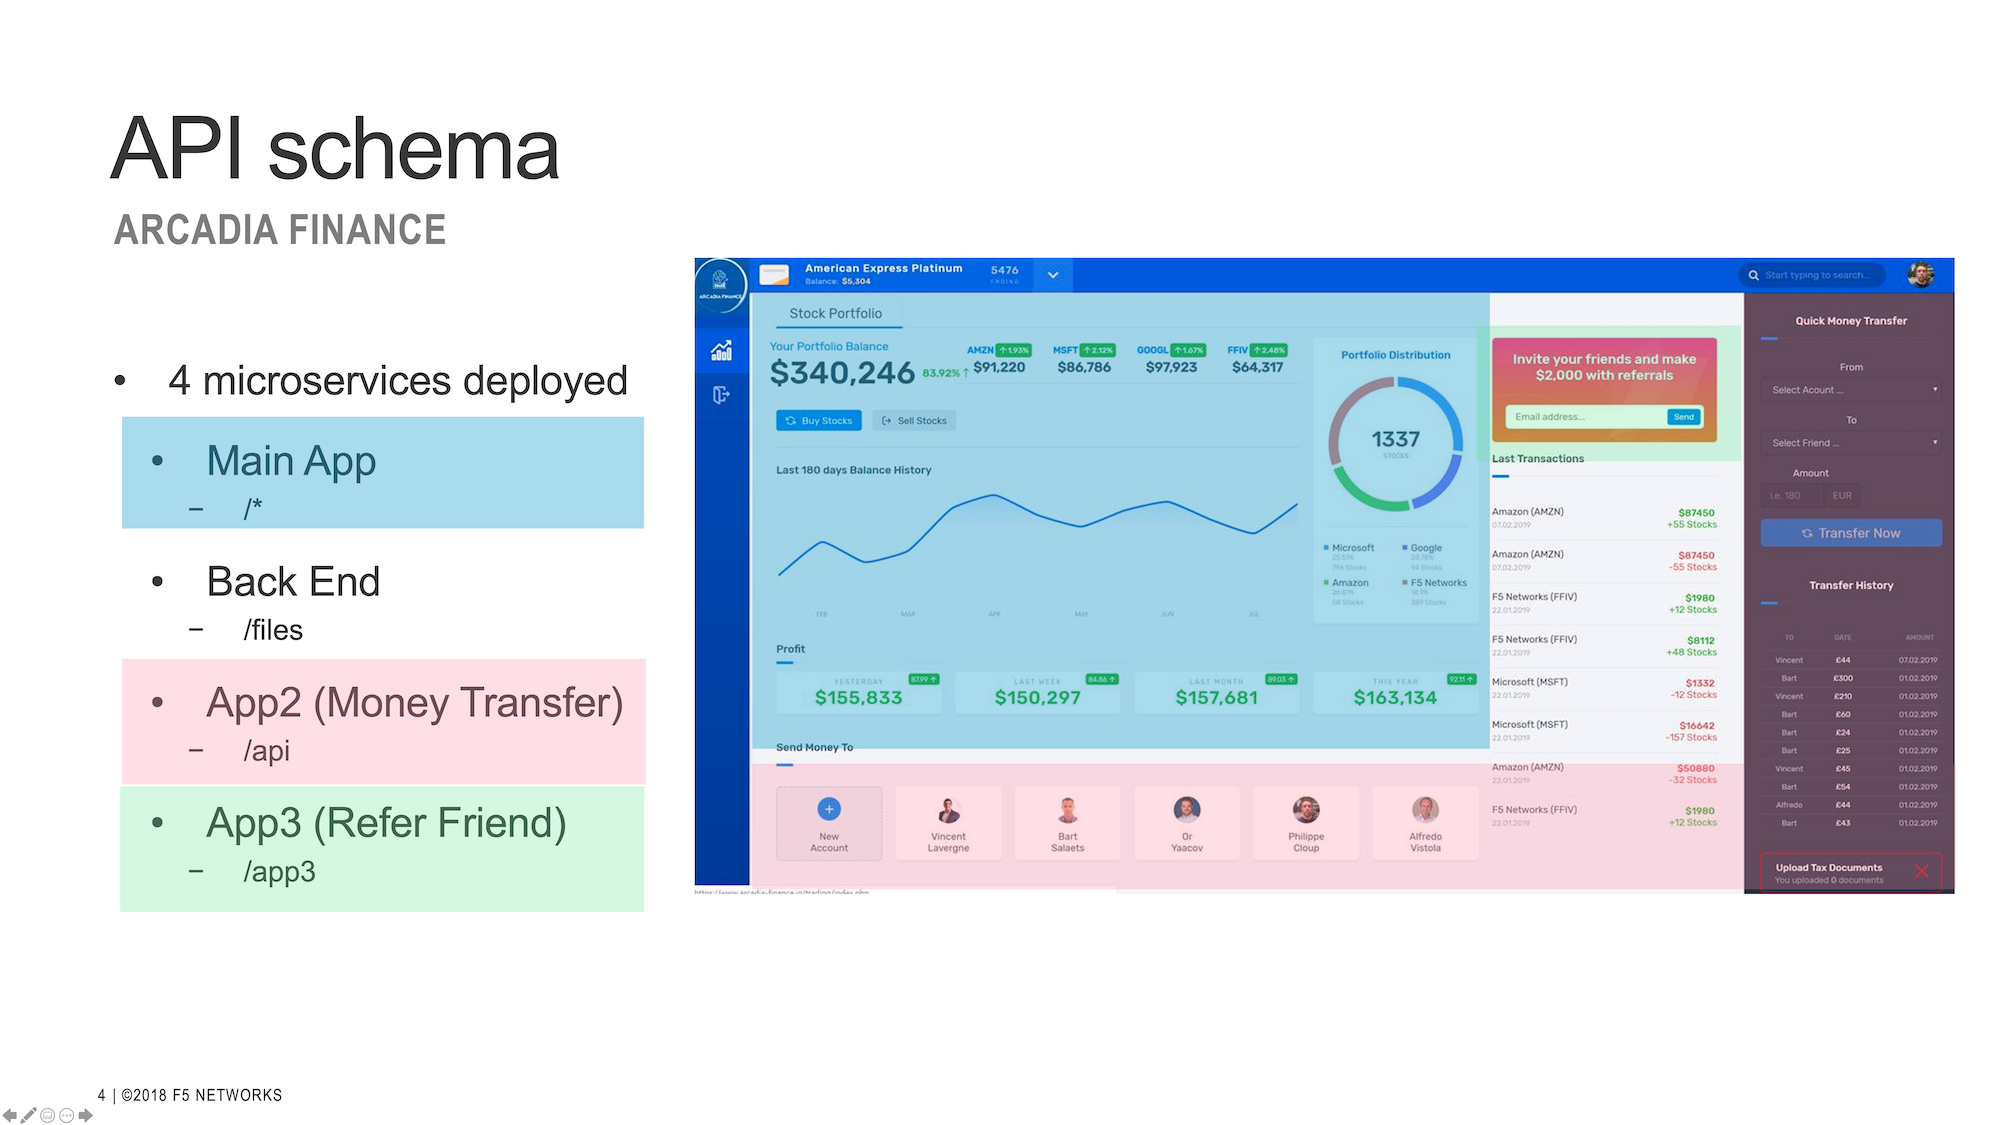 API schema
ARCADIA FINANCE
• 4 microservices deployed
• Main App
– /*
• Back End
– /files
• App2 (Money Transfer)
– /api
• App3 (Refer Friend)
– /app3
ARCADIA FINANCE
American Express Platinum
Balance: $5,304
5476
ENDING
Start typing to search...
Stock Portfolio
Your Portfolio Balance
$340,246 83.92% ↑
AMZN ↑ 1.93%
$91,220
MSFT ↑ 2.12%
$86,786
GOOGL ↑ 1.67%
$97,923
FFIV ↑ 2.48%
$64,317
Buy Stocks
Sell Stocks
Last 180 days Balance History
FEB MAR APR MAY JUN JUL
Portfolio Distribution
1337
STOCKS
Microsoft
Google
Amazon
F5 Networks
Profit
YESTERDAY 87.99 ↑
$155,833
LAST WEEK 84.86 ↑
$150,297
LAST MONTH 89.03 ↑
$157,681
THIS YEAR 92.11 ↑
$163,134
Send Money To
+
New
Account
Vincent
Lavergne
Bart
Salaets
Or
Yaacov
Philippe
Cloup
Alfredo
Vistola
Invite your friends and make
$2,000 with referrals
Email address...
Send
Last Transactions
Amazon (AMZN) $87450
07.02.2019 +55 Stocks
Amazon (AMZN) $87450
07.02.2019 -55 Stocks
F5 Networks (FFIV) $1980
22.01.2019 +12 Stocks
F5 Networks (FFIV) $8112
22.01.2019 +48 Stocks
Microsoft (MSFT) $1332
22.01.2019 -12 Stocks
Microsoft (MSFT) $16642
22.01.2019 -157 Stocks
Amazon (AMZN) $50880
22.01.2019 -32 Stocks
F5 Networks (FFIV) $1980
22.01.2019 +12 Stocks
Quick Money Transfer
From
Select Acount ...
To
Select Friend ...
Amount
i.e. 180 EUR
Transfer Now
Transfer History
TO DATE AMOUNT
Vincent £44 07.02.2019
Bart £300 01.02.2019
Vincent £210 01.02.2019
Bart £60 01.02.2019
Bart £24 01.02.2019
Bart £25 01.02.2019
Vincent £45 01.02.2019
Bart £54 01.02.2019
Alfredo £44 01.02.2019
Bart £43 01.02.2019
Upload Tax Documents
You uploaded 0 documents
https://www.arcadia-finance.io/trading/index.php
4 | ©2018 F5 NETWORKS